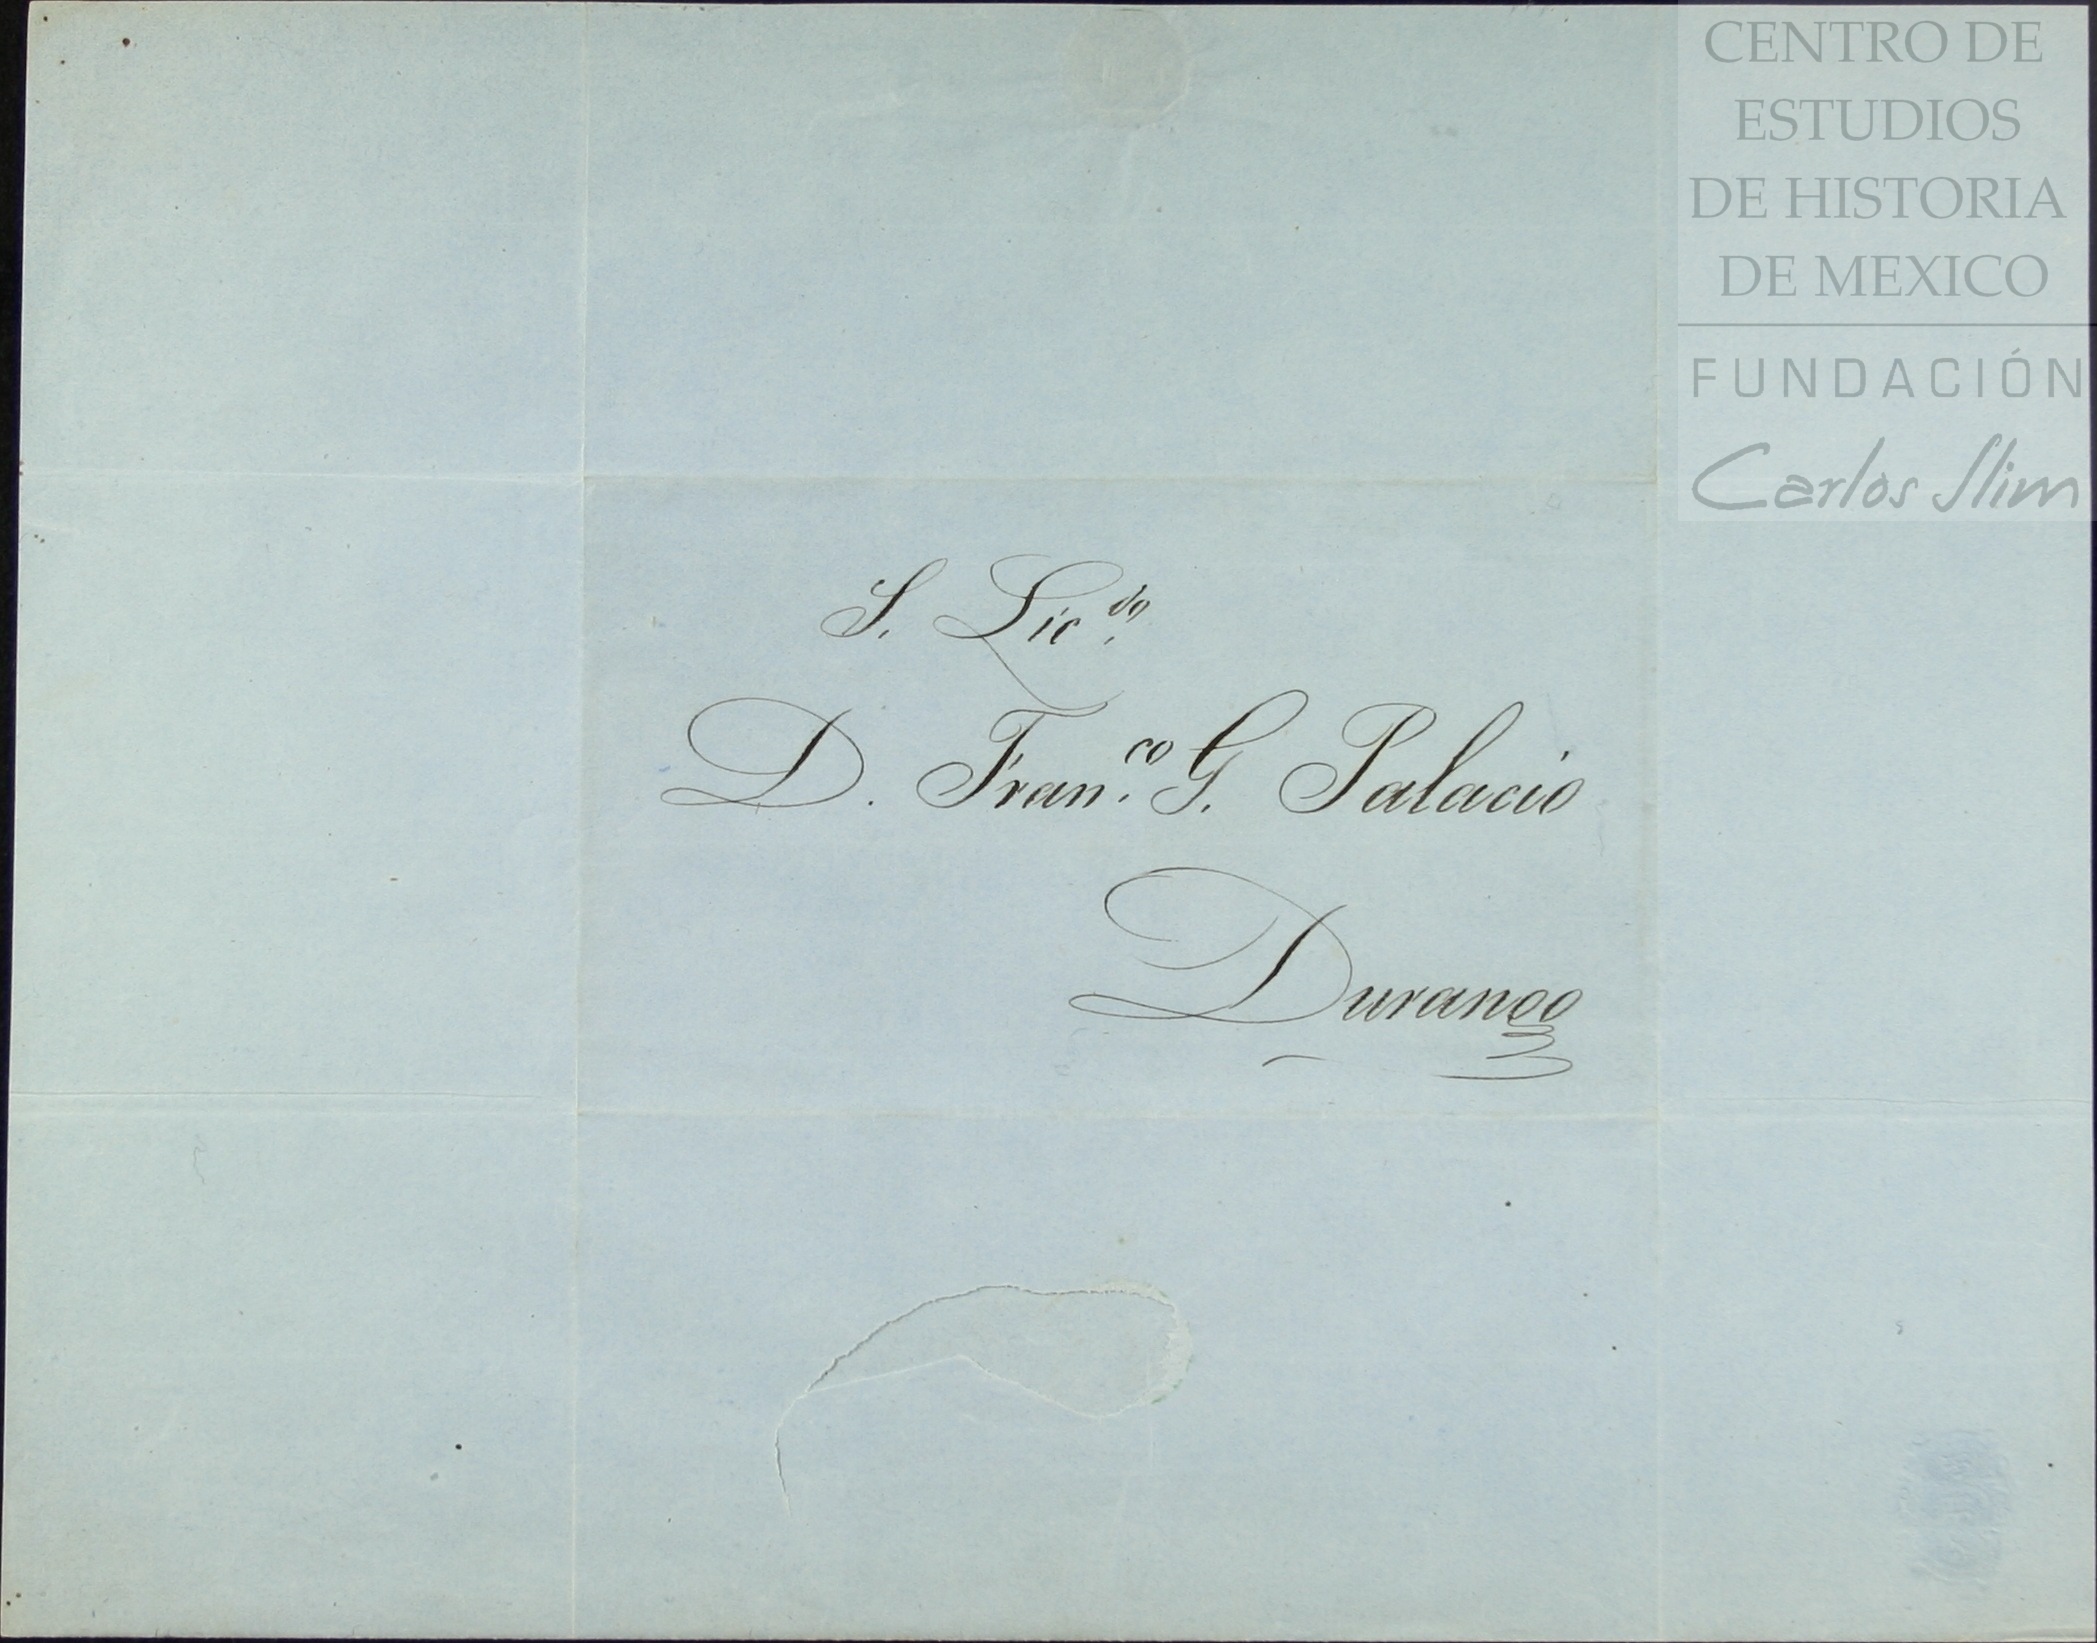 CENTRO DE
ESTUDIOS
DE HISTORIA
DE MEXICO
FUNDACIÓN
Carlos Slim
S. Lic.do
D. Fran.co G. Palacio
Durango